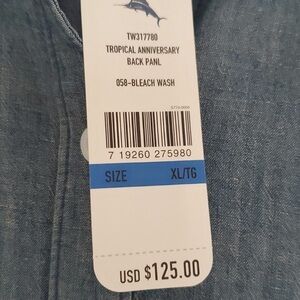 TW317780
TROPICAL ANNIVERSARY
BACK PANL
058-BLEACH WASH
7 19260 275980
SIZE XL/TG
USD $125.00